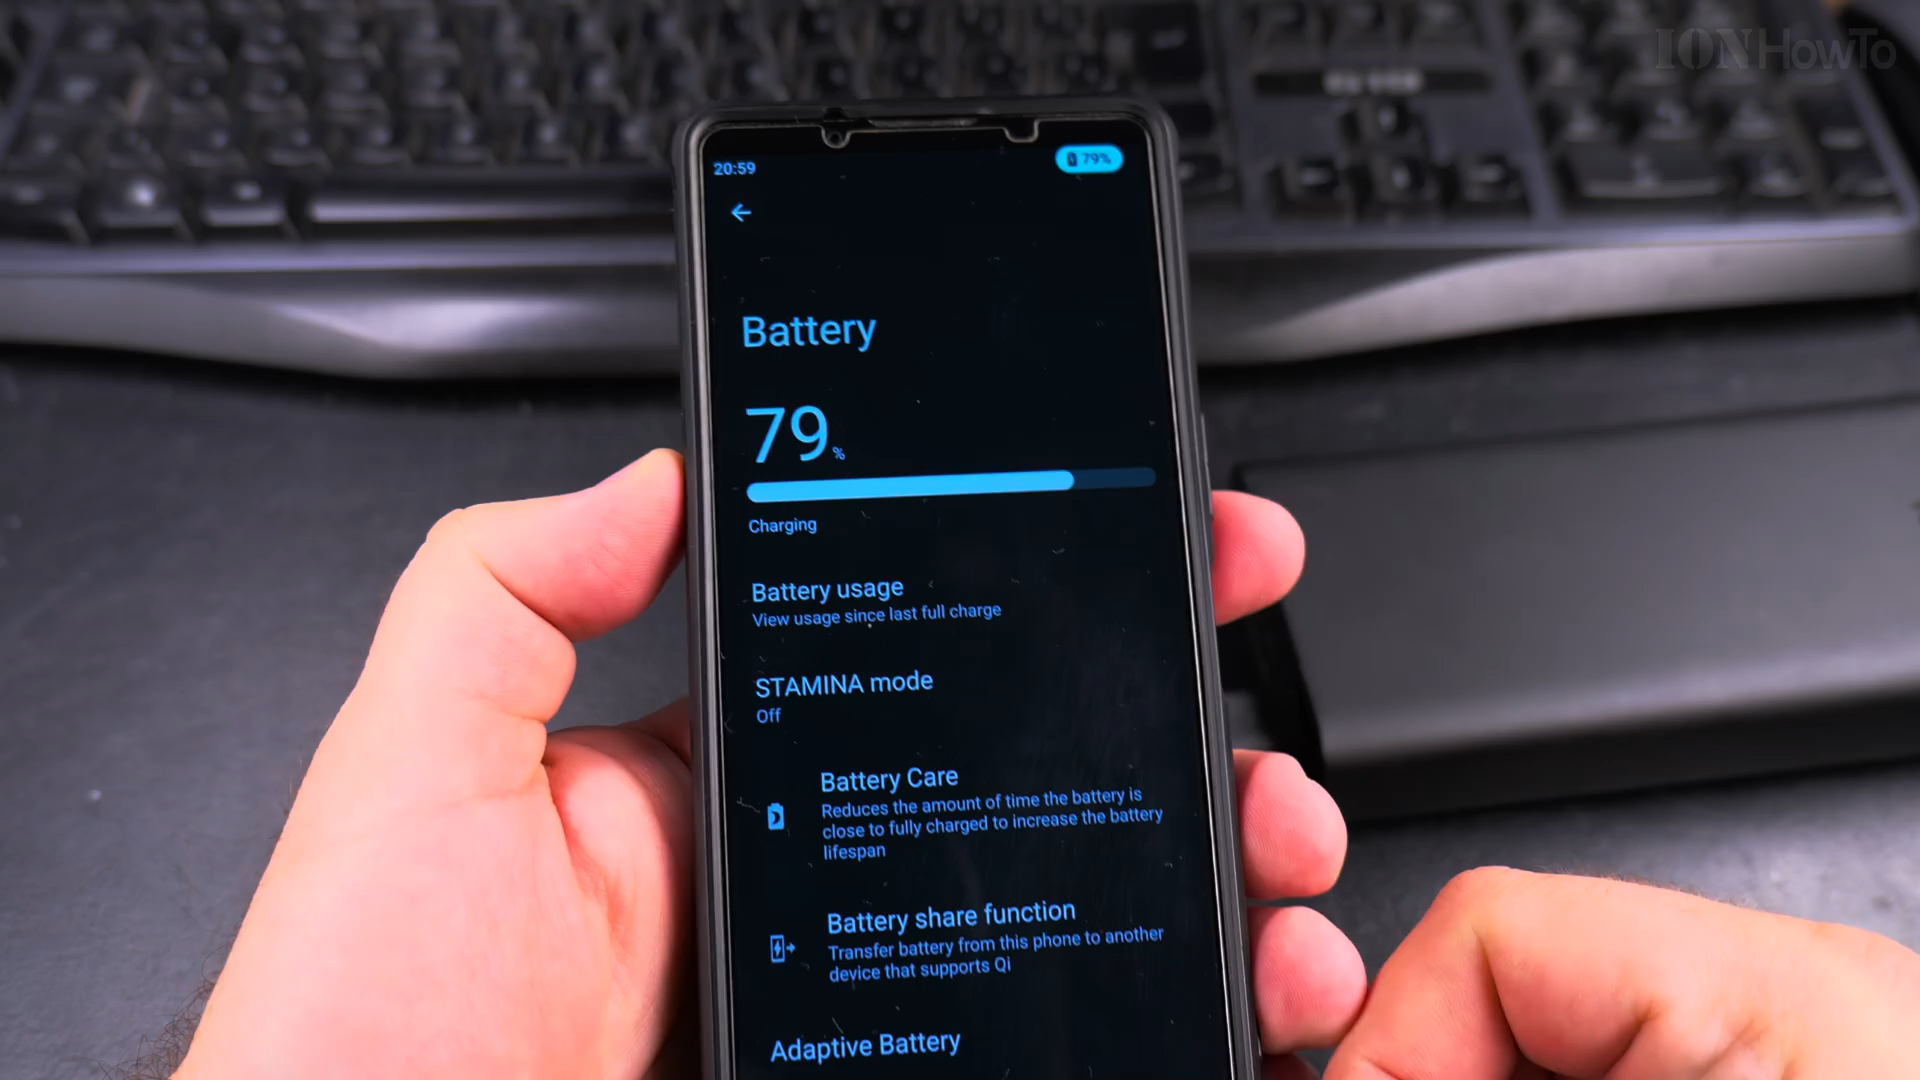 IONHowTo
20:59
79%
Battery
79%
Charging
Battery usage
View usage since last full charge
STAMINA mode
Off
Battery Care
Reduces the amount of time the battery is
close to fully charged to increase the battery
lifespan
Battery share function
Transfer battery from this phone to another
device that supports Qi
Adaptive Battery